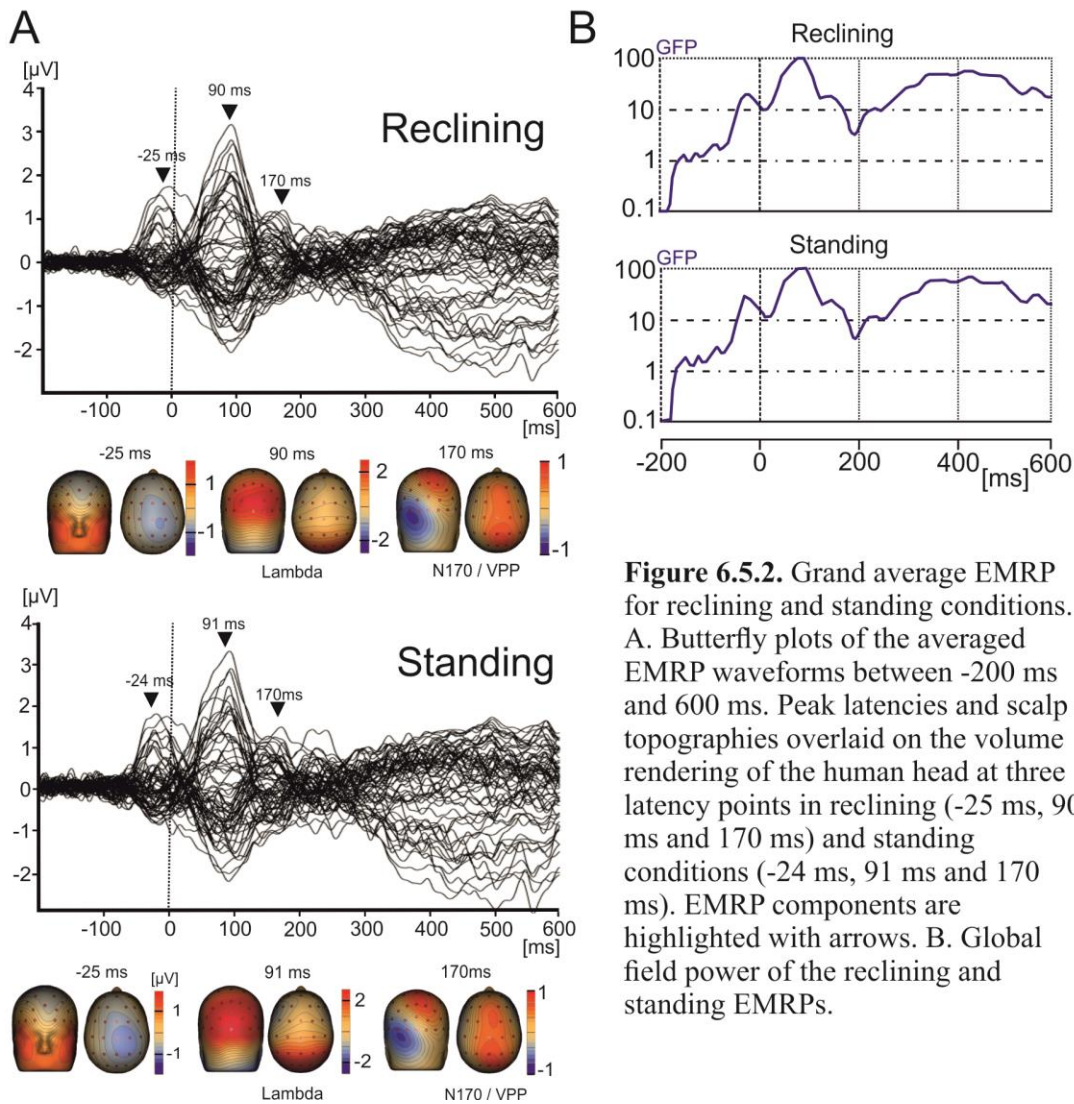 A
[µV]
4
3
2
1
0
-1
-2
-25 ms
90 ms
170 ms
Reclining
-100 0 100 200 300 400 500 600
[ms]
-25 ms 90 ms 170 ms
1
-1
2
-2
1
-1
Lambda N170 / VPP
[µV]
4
3
2
1
0
-1
-2
-24 ms
91 ms
170ms
Standing
-100 0 100 200 300 400 500 600
[ms]
-25 ms [µV] 91 ms 170ms
1
-1
2
-2
1
-1
Lambda N170 / VPP
B
Reclining
GFP
100
10
1
0.1
Standing
GFP
100
10
1
0.1
-200 0 200 400 600
[ms]
Figure 6.5.2. Grand average EMRP
for reclining and standing conditions.
A. Butterfly plots of the averaged
EMRP waveforms between -200 ms
and 600 ms. Peak latencies and scalp
topographies overlaid on the volume
rendering of the human head at three
latency points in reclining (-25 ms, 90
ms and 170 ms) and standing
conditions (-24 ms, 91 ms and 170
ms). EMRP components are
highlighted with arrows. B. Global
field power of the reclining and
standing EMRPs.